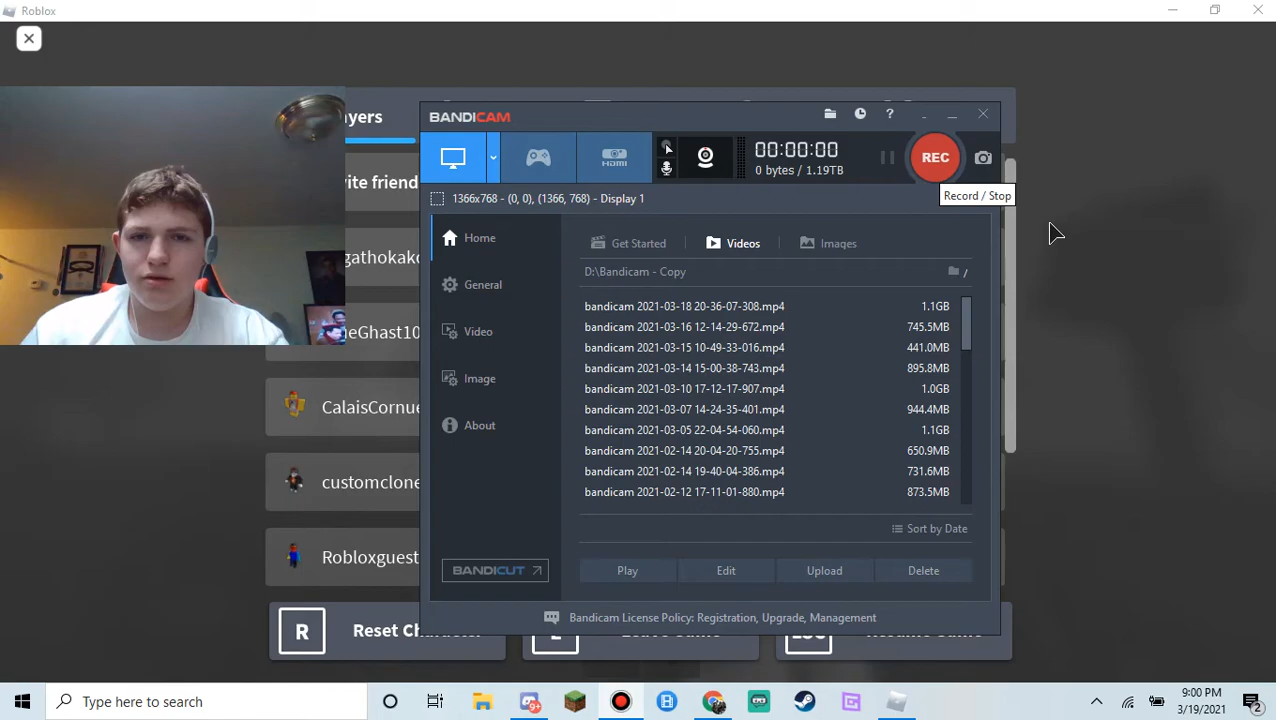 Roblox
yers
BANDICAM
HDMI
00:00:00
0 bytes / 1.19TB
REC
Record / Stop
1366x768 - (0, 0), (1366, 768) - Display 1
vite friend
Home
General
Video
Image
About
Get Started
Videos
Images
D:\Bandicam - Copy
/
bandicam 2021-03-18 20-36-07-308.mp4 1.1GB
bandicam 2021-03-16 12-14-29-672.mp4 745.5MB
bandicam 2021-03-15 10-49-33-016.mp4 441.0MB
bandicam 2021-03-14 15-00-38-743.mp4 895.8MB
bandicam 2021-03-10 17-12-17-907.mp4 1.0GB
bandicam 2021-03-07 14-24-35-401.mp4 944.4MB
bandicam 2021-03-05 22-04-54-060.mp4 1.1GB
bandicam 2021-02-14 20-04-20-755.mp4 650.9MB
bandicam 2021-02-14 19-40-04-386.mp4 731.6MB
bandicam 2021-02-12 17-11-01-880.mp4 873.5MB
Sort by Date
agathokako
neGhast10
CalaisCornue
customclone
Robloxguest
BANDICUT
Play Edit Upload Delete
Bandicam License Policy: Registration, Upgrade, Management
R Reset Ch
Type here to search
9+
9:00 PM
3/19/2021
2